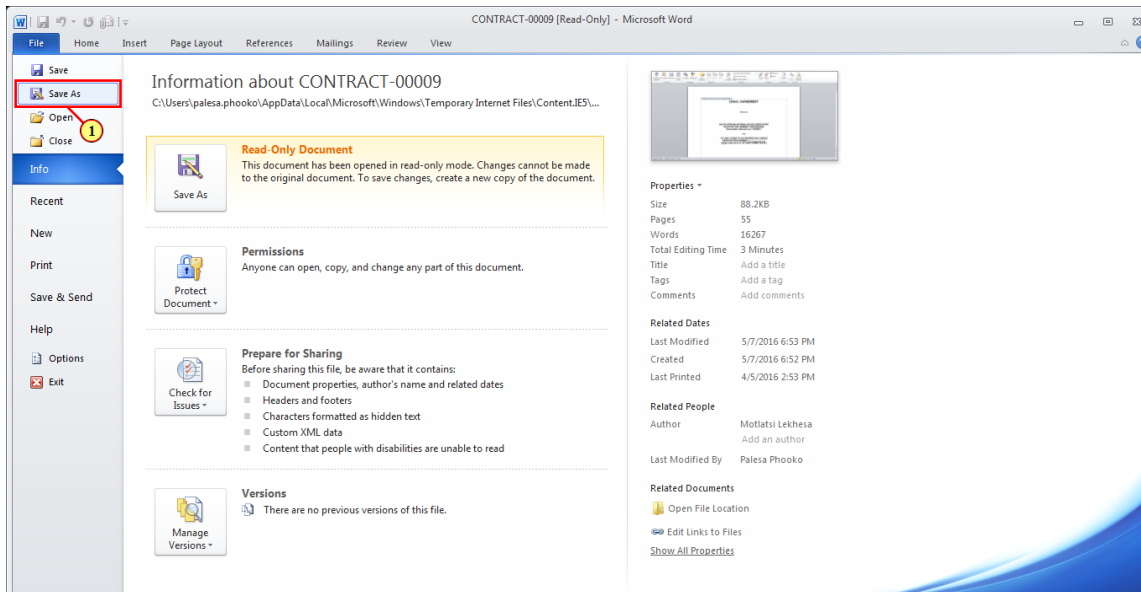 CONTRACT-00009 [Read-Only] - Microsoft Word
File Home Insert Page Layout References Mailings Review View
Save
Save As
Open
1
Close
Info
Recent
New
Print
Save & Send
Help
Options
Exit
Information about CONTRACT-00009
C:\Users\palesa.phooko\AppData\Local\Microsoft\Windows\Temporary Internet Files\Content.IE5\...
Save As
Read-Only Document
This document has been opened in read-only mode. Changes cannot be made
to the original document. To save changes, create a new copy of the document.
Protect
Document
Permissions
Anyone can open, copy, and change any part of this document.
Check for
Issues
Prepare for Sharing
Before sharing this file, be aware that it contains:
Document properties, author's name and related dates
Headers and footers
Characters formatted as hidden text
Custom XML data
Content that people with disabilities are unable to read
Manage
Versions
Versions
There are no previous versions of this file.
LEGAL AGREEMENT
Properties
Size 88.2KB
Pages 55
Words 16267
Total Editing Time 3 Minutes
Title Add a title
Tags Add a tag
Comments Add comments
Related Dates
Last Modified 5/7/2016 6:53 PM
Created 5/7/2016 6:52 PM
Last Printed 4/5/2016 2:53 PM
Related People
Author Motlatsi Lekhesa
Add an author
Last Modified By Palesa Phooko
Related Documents
Open File Location
Edit Links to Files
Show All Properties